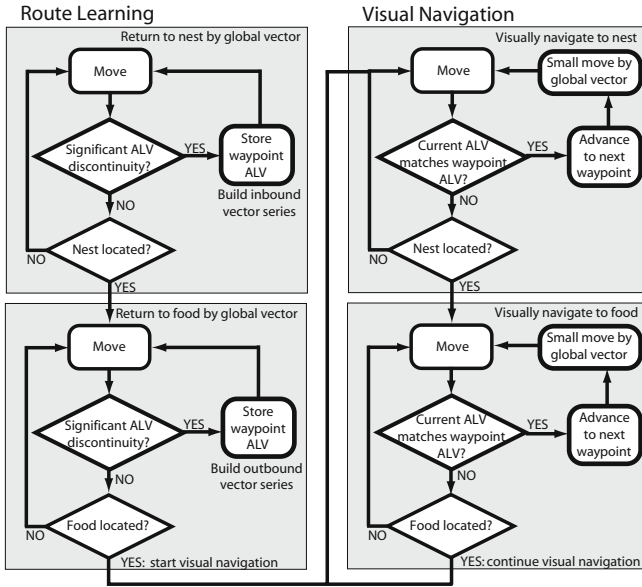 Route Learning
Return to nest by global vector
Move
Significant ALV
discontinuity?
YES
Store
waypoint
ALV
Build inbound
vector series
NO
Nest located?
NO
YES
Return to food by global vector
Move
Significant ALV
discontinuity?
YES
Store
waypoint
ALV
Build outbound
vector series
NO
Food located?
NO
YES: start visual navigation
Visual Navigation
Visually navigate to nest
Move
Small move by
global vector
Current ALV
matches waypoint
ALV?
YES
Advance
to next
waypoint
NO
Nest located?
NO
YES
Visually navigate to food
Move
Small move by
global vector
Current ALV
matches waypoint
ALV?
YES
Advance
to next
waypoint
NO
Food located?
NO
YES: continue visual navigation